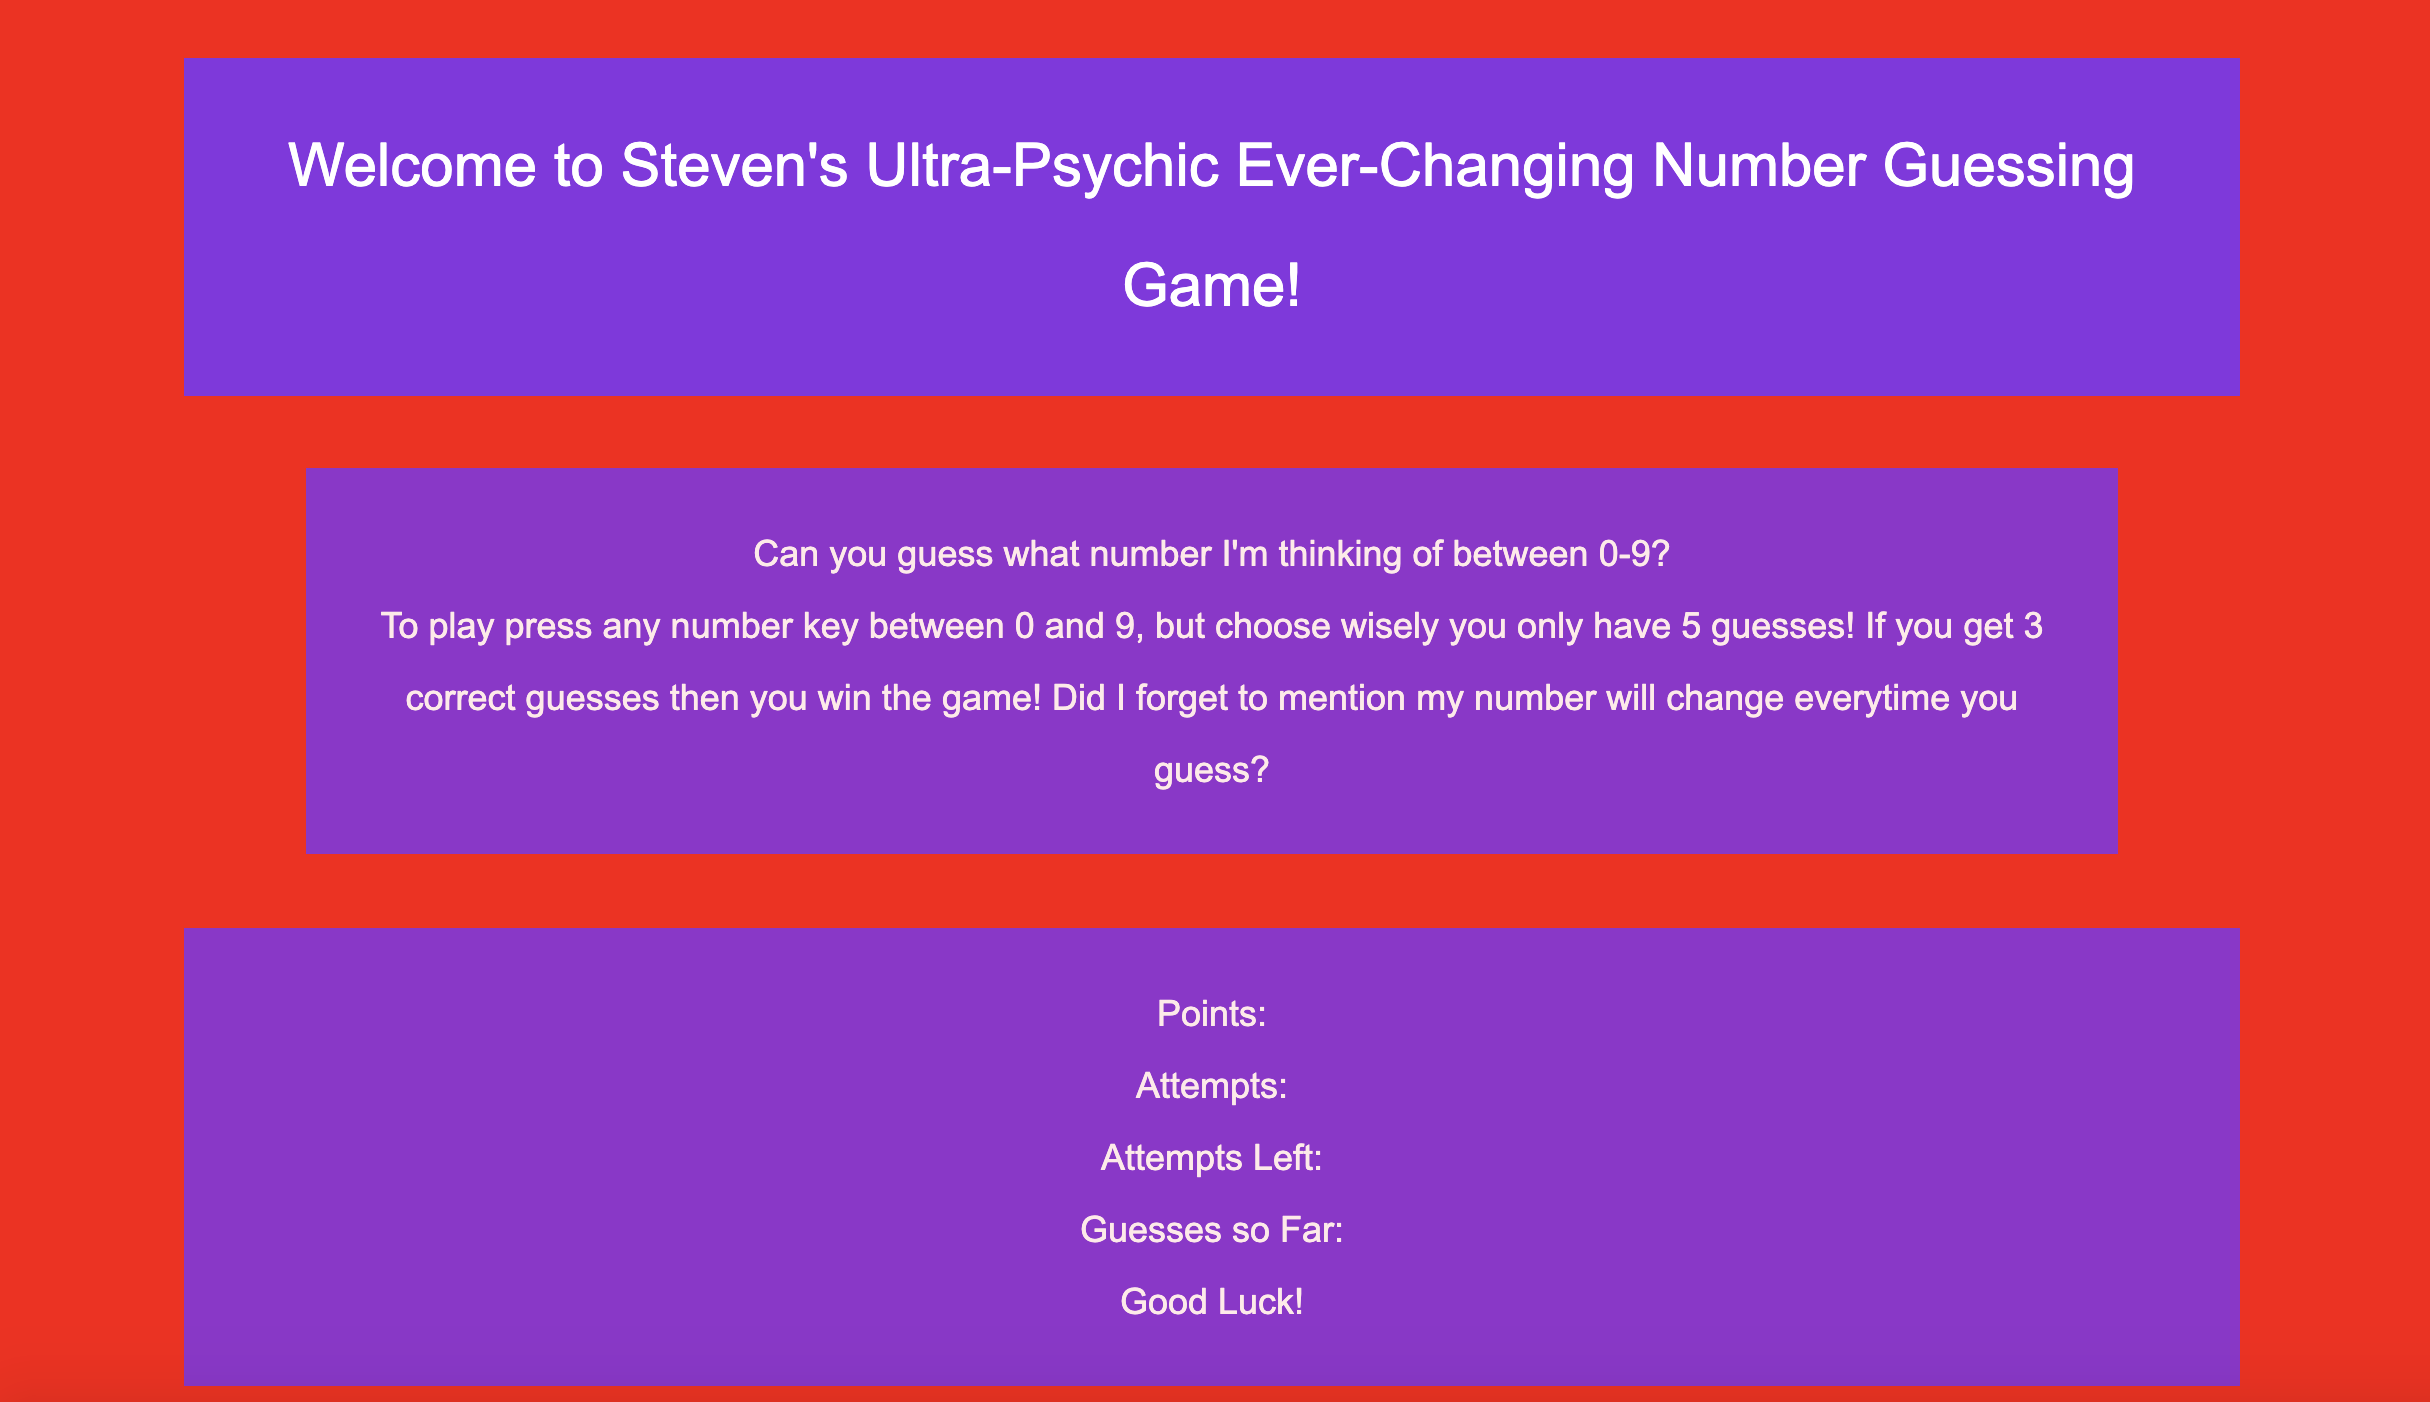 Welcome to Steven's Ultra-Psychic Ever-Changing Number Guessing
Game!
Can you guess what number I'm thinking of between 0-9?
To play press any number key between 0 and 9, but choose wisely you only have 5 guesses! If you get 3
correct guesses then you win the game! Did I forget to mention my number will change everytime you
guess?
Points:
Attempts:
Attempts Left:
Guesses so Far:
Good Luck!